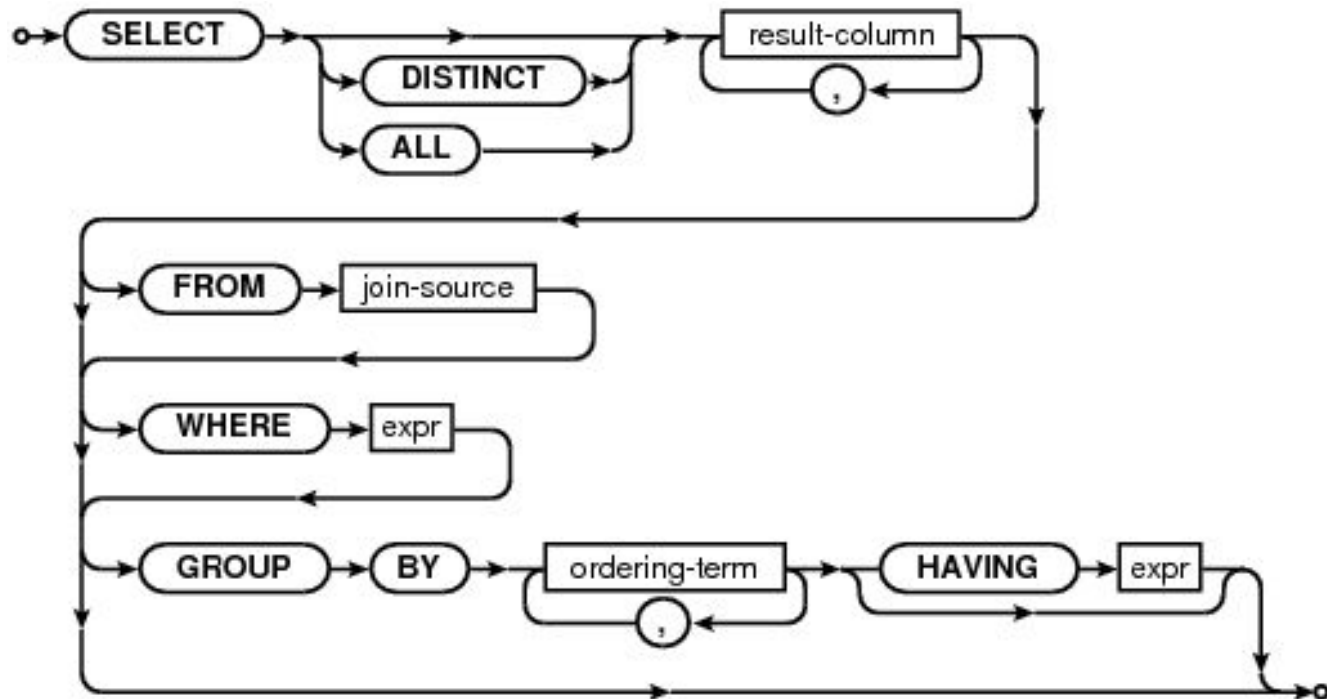 SELECT result-column
DISTINCT ,
ALL
FROM join-source
WHERE expr
GROUP BY ordering-term HAVING expr
,